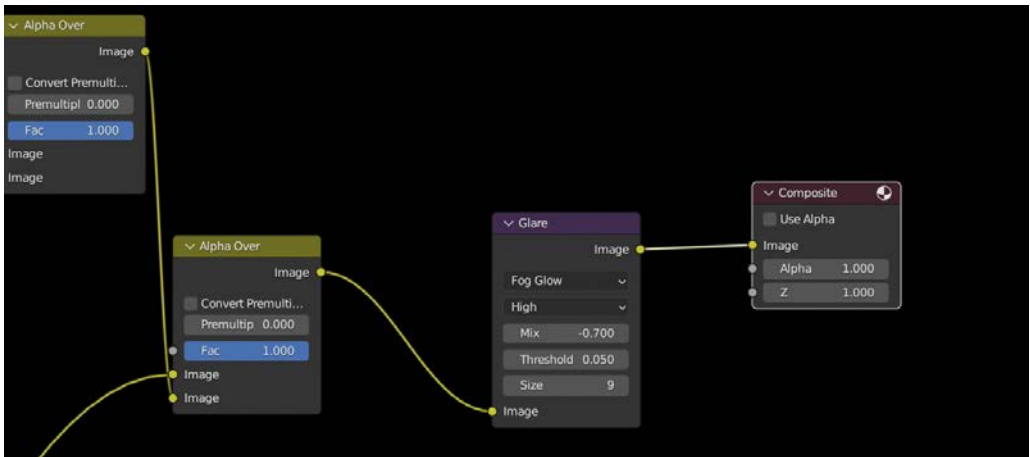 Alpha Over
Image
Convert Premulti...
Premultipl 0.000
Fac 1.000
Image
Image
Alpha Over
Image
Convert Premulti...
Premultip 0.000
Fac 1.000
Image
Image
Glare
Image
Fog Glow
High
Mix -0.700
Threshold 0.050
Size 9
Image
Composite
Use Alpha
Image
Alpha 1.000
Z 1.000